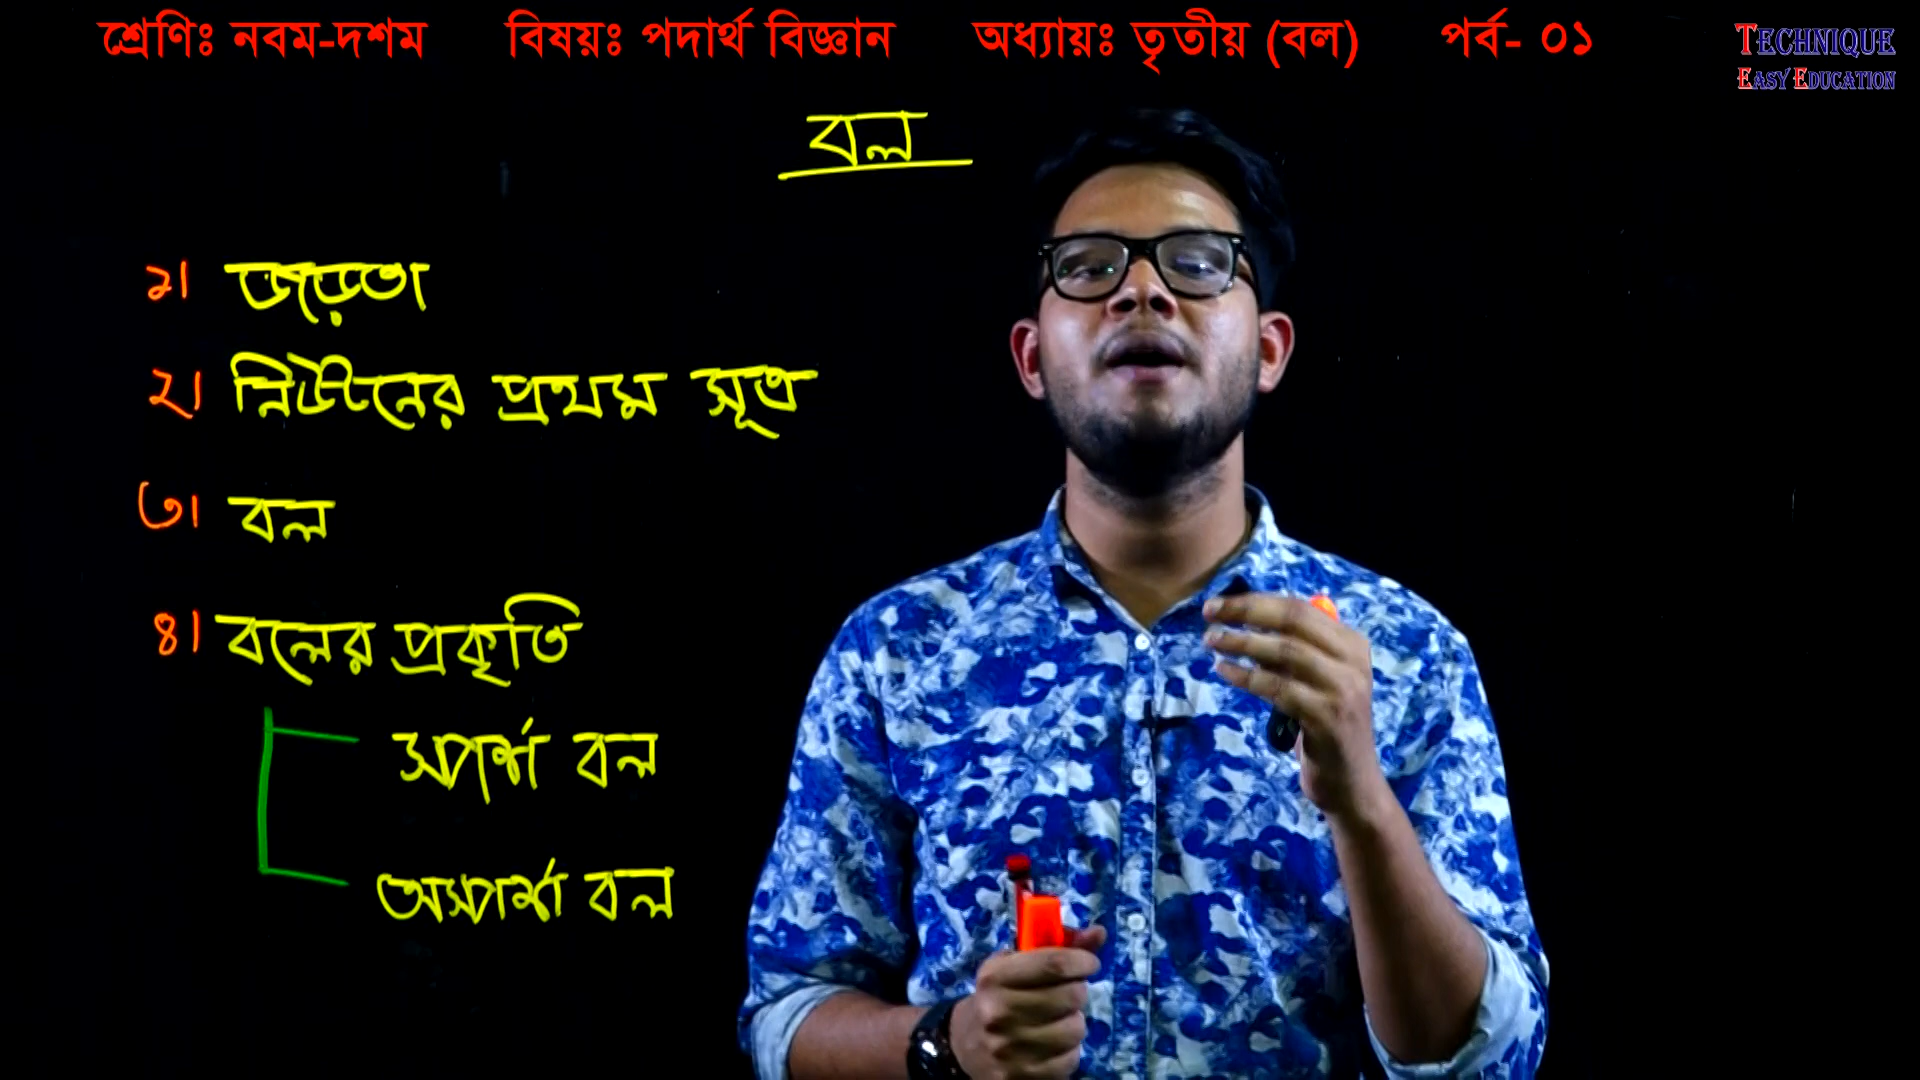 শ্রেণিঃ নবম-দশম বিষয়ঃ পদার্থ বিজ্ঞান অধ্যায়ঃ তৃতীয় (বল) পর্ব- ০১
TECHNIQUE
EASY EDUCATION
বল
১। জড়তা
২। নিউটনের প্রথম সূত্র
৩। বল
৪। বলের প্রকৃতি
স্পর্শ বল
অস্পর্শ বল